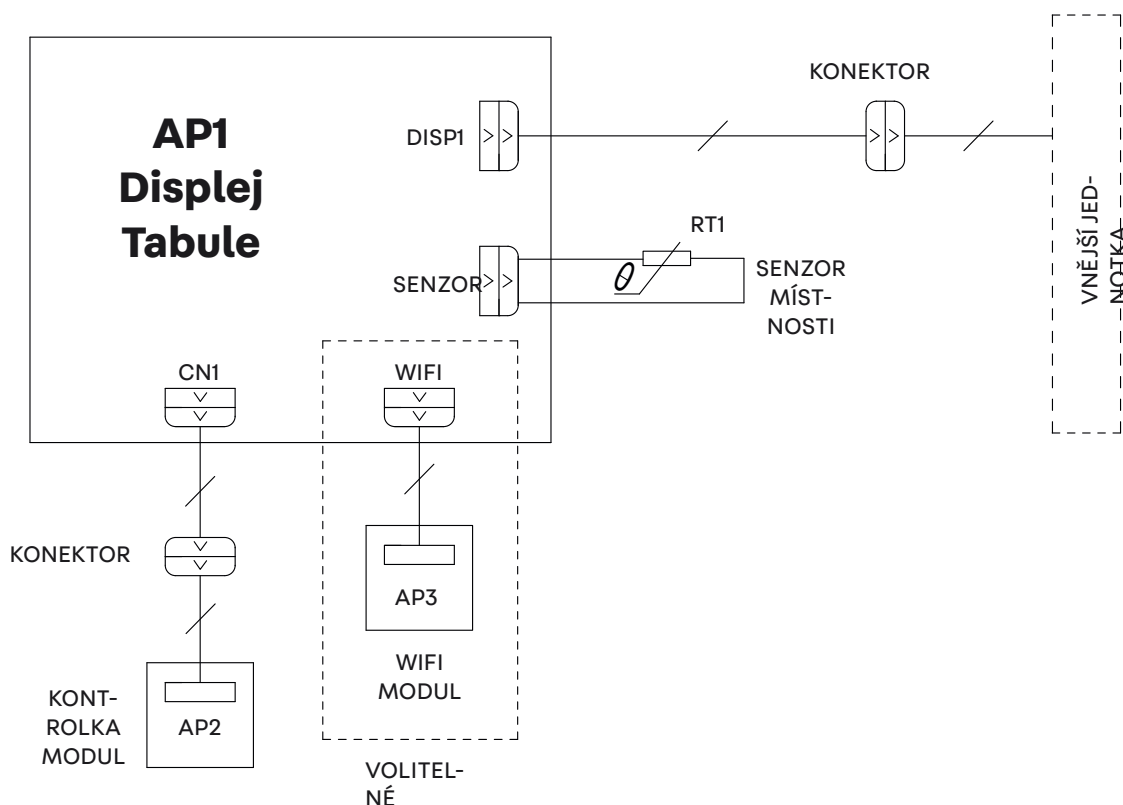 KONEKTOR
AP1
Displej
Tabule
DISP1
VNĚJŠÍ JED-
NOTKA
RT1
SENZOR
SENZOR
MÍST-
NOSTI
CN1
WIFI
KONEKTOR
AP3
WIFI
MODUL
KONT-
ROLKA
MODUL
AP2
VOLITEL-
NÉ